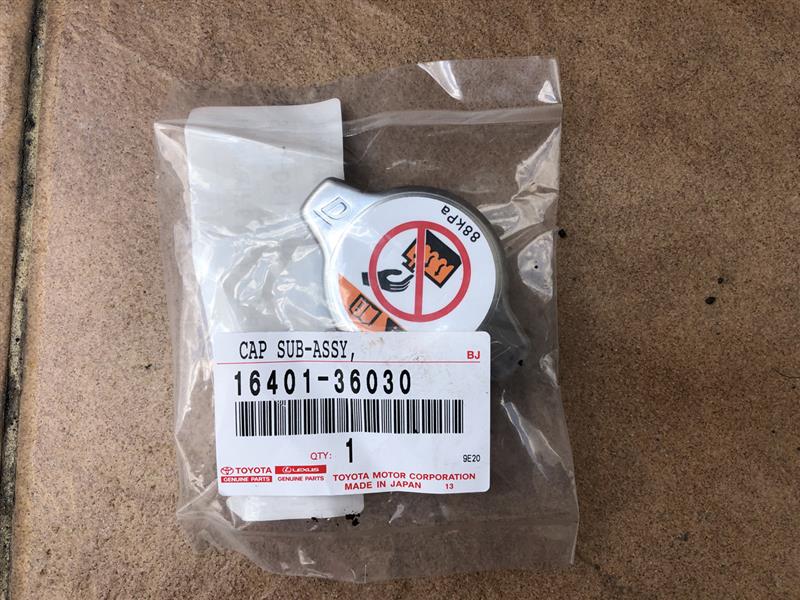 D
88kPa
CAP SUB-ASSY,
BJ
16401-36030
QTY: 1
9E20
TOYOTA
GENUINE PARTS
LEXUS
GENUINE PARTS
TOYOTA MOTOR CORPORATION
MADE IN JAPAN 13